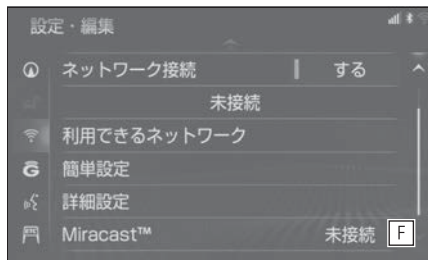 設定・編集
ネットワーク接続 する
未接続
利用できるネットワーク
簡単設定
詳細設定
Miracast™ 未接続 F